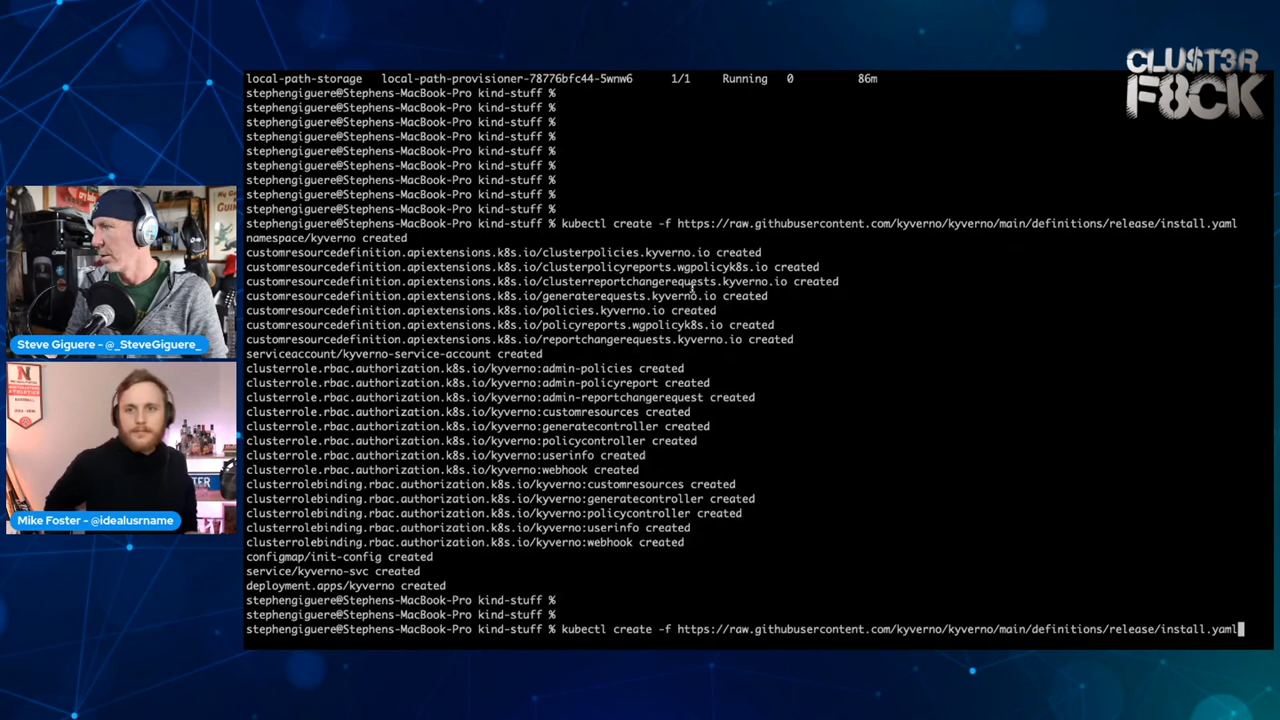 CLU$T3R
F8CK
local-path-storage   local-path-provisioner-78776bfc44-5wnw6   1/1   Running   0   86m
stephengiguere@Stephens-MacBook-Pro kind-stuff %
stephengiguere@Stephens-MacBook-Pro kind-stuff %
stephengiguere@Stephens-MacBook-Pro kind-stuff %
stephengiguere@Stephens-MacBook-Pro kind-stuff %
stephengiguere@Stephens-MacBook-Pro kind-stuff %
stephengiguere@Stephens-MacBook-Pro kind-stuff %
stephengiguere@Stephens-MacBook-Pro kind-stuff %
stephengiguere@Stephens-MacBook-Pro kind-stuff %
stephengiguere@Stephens-MacBook-Pro kind-stuff %
stephengiguere@Stephens-MacBook-Pro kind-stuff % kubectl create -f https://raw.githubusercontent.com/kyverno/kyverno/main/definitions/release/install.yaml
namespace/kyverno created
customresourcedefinition.apiextensions.k8s.io/clusterpolicies.kyverno.io created
customresourcedefinition.apiextensions.k8s.io/clusterpolicyreports.wgpolicyk8s.io created
customresourcedefinition.apiextensions.k8s.io/clusterreportchangerequests.kyverno.io created
customresourcedefinition.apiextensions.k8s.io/generaterequests.kyverno.io created
customresourcedefinition.apiextensions.k8s.io/policies.kyverno.io created
customresourcedefinition.apiextensions.k8s.io/policyreports.wgpolicyk8s.io created
customresourcedefinition.apiextensions.k8s.io/reportchangerequests.kyverno.io created
serviceaccount/kyverno-service-account created
clusterrole.rbac.authorization.k8s.io/kyverno:admin-policies created
clusterrole.rbac.authorization.k8s.io/kyverno:admin-policyreport created
clusterrole.rbac.authorization.k8s.io/kyverno:admin-reportchangerequest created
clusterrole.rbac.authorization.k8s.io/kyverno:customresources created
clusterrole.rbac.authorization.k8s.io/kyverno:generatecontroller created
clusterrole.rbac.authorization.k8s.io/kyverno:policycontroller created
clusterrole.rbac.authorization.k8s.io/kyverno:userinfo created
clusterrole.rbac.authorization.k8s.io/kyverno:webhook created
clusterrolebinding.rbac.authorization.k8s.io/kyverno:customresources created
clusterrolebinding.rbac.authorization.k8s.io/kyverno:generatecontroller created
clusterrolebinding.rbac.authorization.k8s.io/kyverno:policycontroller created
clusterrolebinding.rbac.authorization.k8s.io/kyverno:userinfo created
clusterrolebinding.rbac.authorization.k8s.io/kyverno:webhook created
configmap/init-config created
service/kyverno-svc created
deployment.apps/kyverno created
stephengiguere@Stephens-MacBook-Pro kind-stuff %
stephengiguere@Stephens-MacBook-Pro kind-stuff %
stephengiguere@Stephens-MacBook-Pro kind-stuff % kubectl create -f https://raw.githubusercontent.com/kyverno/kyverno/main/definitions/release/install.yaml
Steve Giguere - @_SteveGiguere_
Mike Foster - @idealusrname